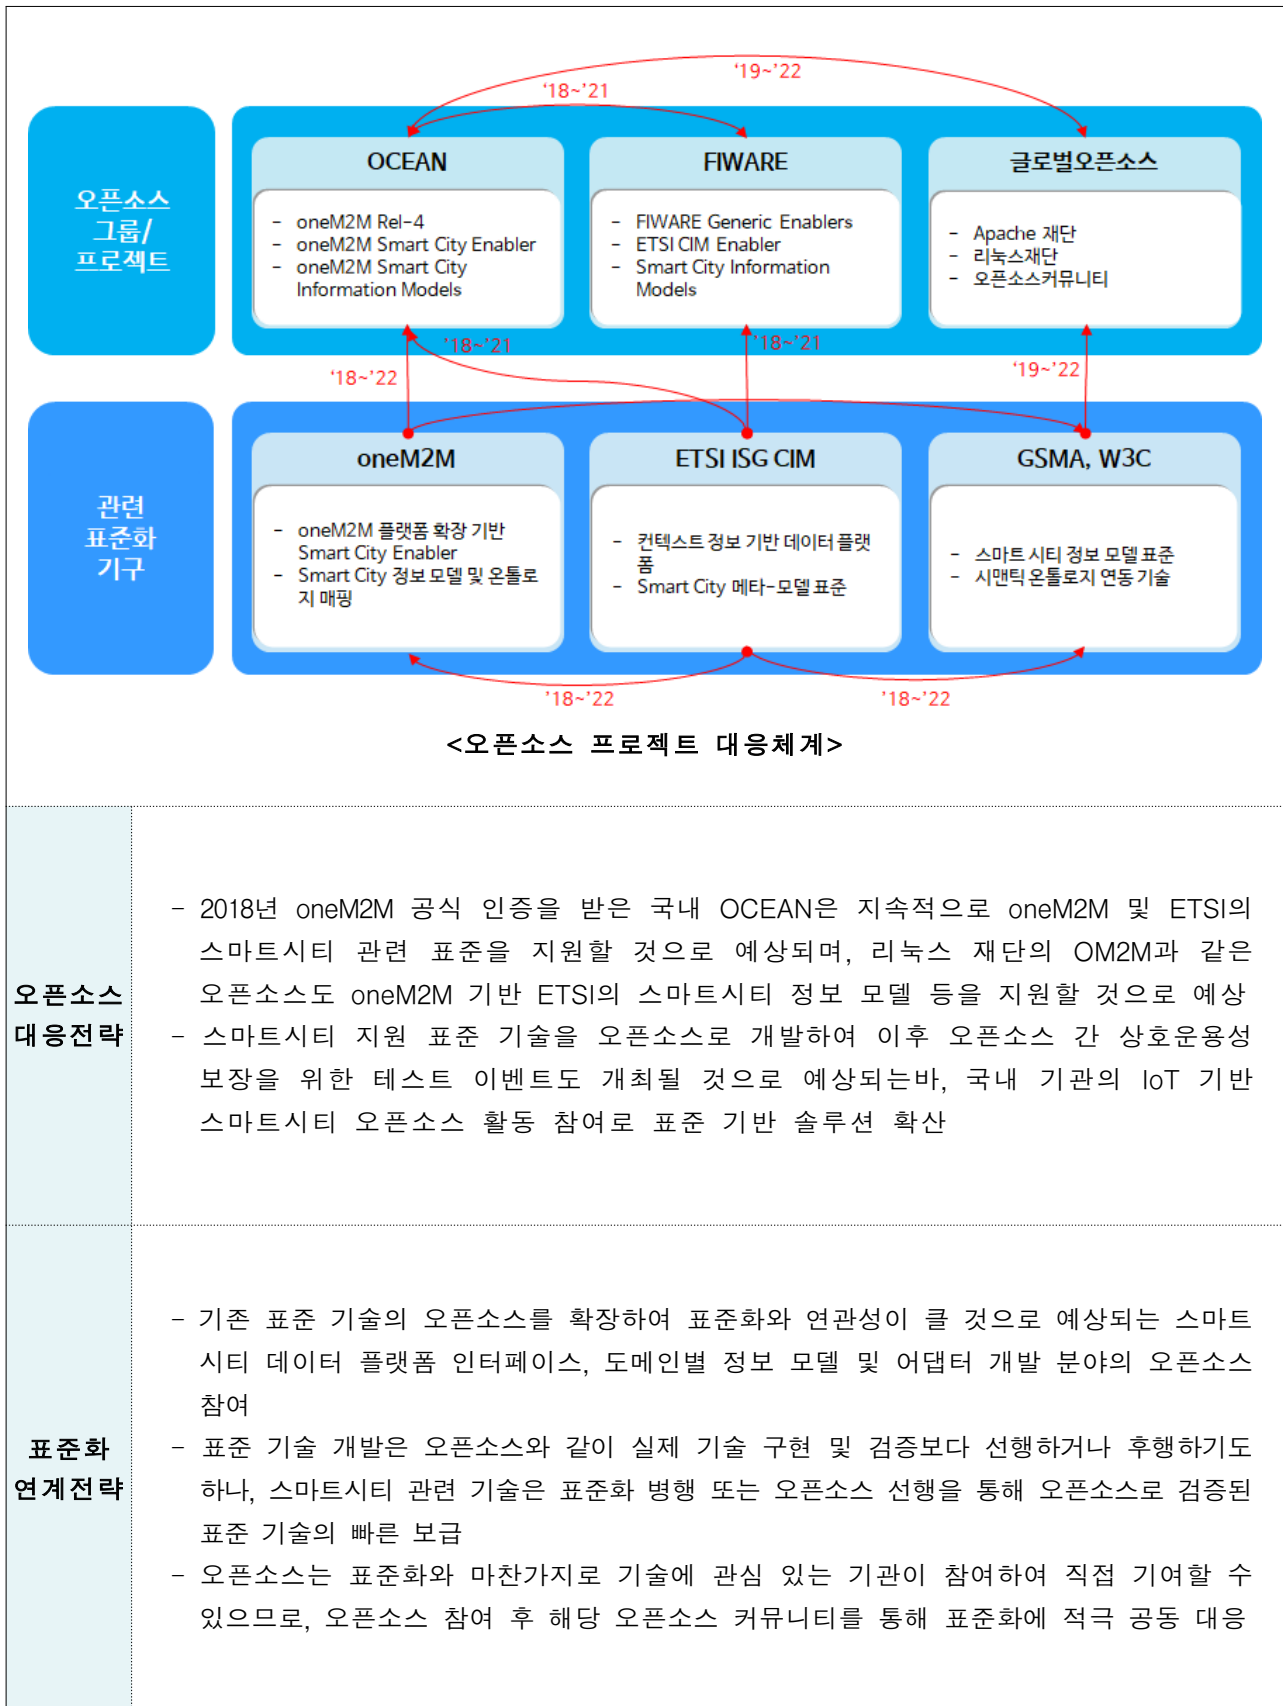 ‘19~’22
‘18~’21
오픈소스
그룹/
프로젝트
OCEAN
- oneM2M Rel-4
- oneM2M Smart City Enabler
- oneM2M Smart City
Information Models
FIWARE
- FIWARE Generic Enablers
- ETSI CIM Enabler
- Smart City Information
Models
글로벌오픈소스
- Apache 재단
- 리눅스재단
- 오픈소스커뮤니티
‘18~’21
‘18~’21
‘18~’22
‘19~’22
관련
표준화
기구
oneM2M
- oneM2M 플랫폼 확장 기반
Smart City Enabler
- Smart City 정보 모델 및 온톨로
지 매핑
ETSI ISG CIM
- 컨텍스트 정보 기반 데이터 플랫
폼
- Smart City 메타-모델 표준
GSMA, W3C
- 스마트 시티 정보 모델 표준
- 시맨틱 온톨로지 연동 기술
’18~’22
’18~’22
<오픈소스 프로젝트 대응체계>
오픈소스
대응전략
- 2018년 oneM2M 공식 인증을 받은 국내 OCEAN은 지속적으로 oneM2M 및 ETSI의
스마트시티 관련 표준을 지원할 것으로 예상되며, 리눅스 재단의 OM2M과 같은
오픈소스도 oneM2M 기반 ETSI의 스마트시티 정보 모델 등을 지원할 것으로 예상
- 스마트시티 지원 표준 기술을 오픈소스로 개발하여 이후 오픈소스 간 상호운용성
보장을 위한 테스트 이벤트도 개최될 것으로 예상되는바, 국내 기관의 IoT 기반
스마트시티 오픈소스 활동 참여로 표준 기반 솔루션 확산
표준화
연계전략
- 기존 표준 기술의 오픈소스를 확장하여 표준화와 연관성이 클 것으로 예상되는 스마트
시티 데이터 플랫폼 인터페이스, 도메인별 정보 모델 및 어댑터 개발 분야의 오픈소스
참여
- 표준 기술 개발은 오픈소스와 같이 실제 기술 구현 및 검증보다 선행하거나 후행하기도
하나, 스마트시티 관련 기술은 표준화 병행 또는 오픈소스 선행을 통해 오픈소스로 검증된
표준 기술의 빠른 보급
- 오픈소스는 표준화와 마찬가지로 기술에 관심 있는 기관이 참여하여 직접 기여할 수
있으므로, 오픈소스 참여 후 해당 오픈소스 커뮤니티를 통해 표준화에 적극 공동 대응